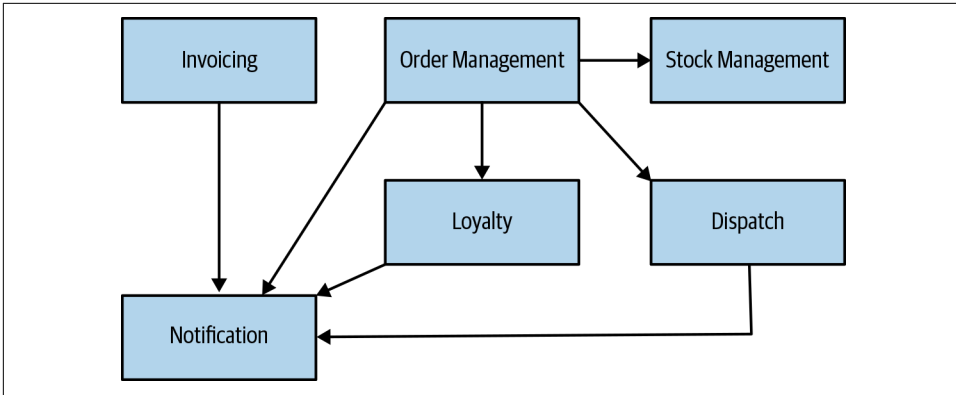 Invoicing
Order Management
Stock Management
Loyalty
Dispatch
Notification